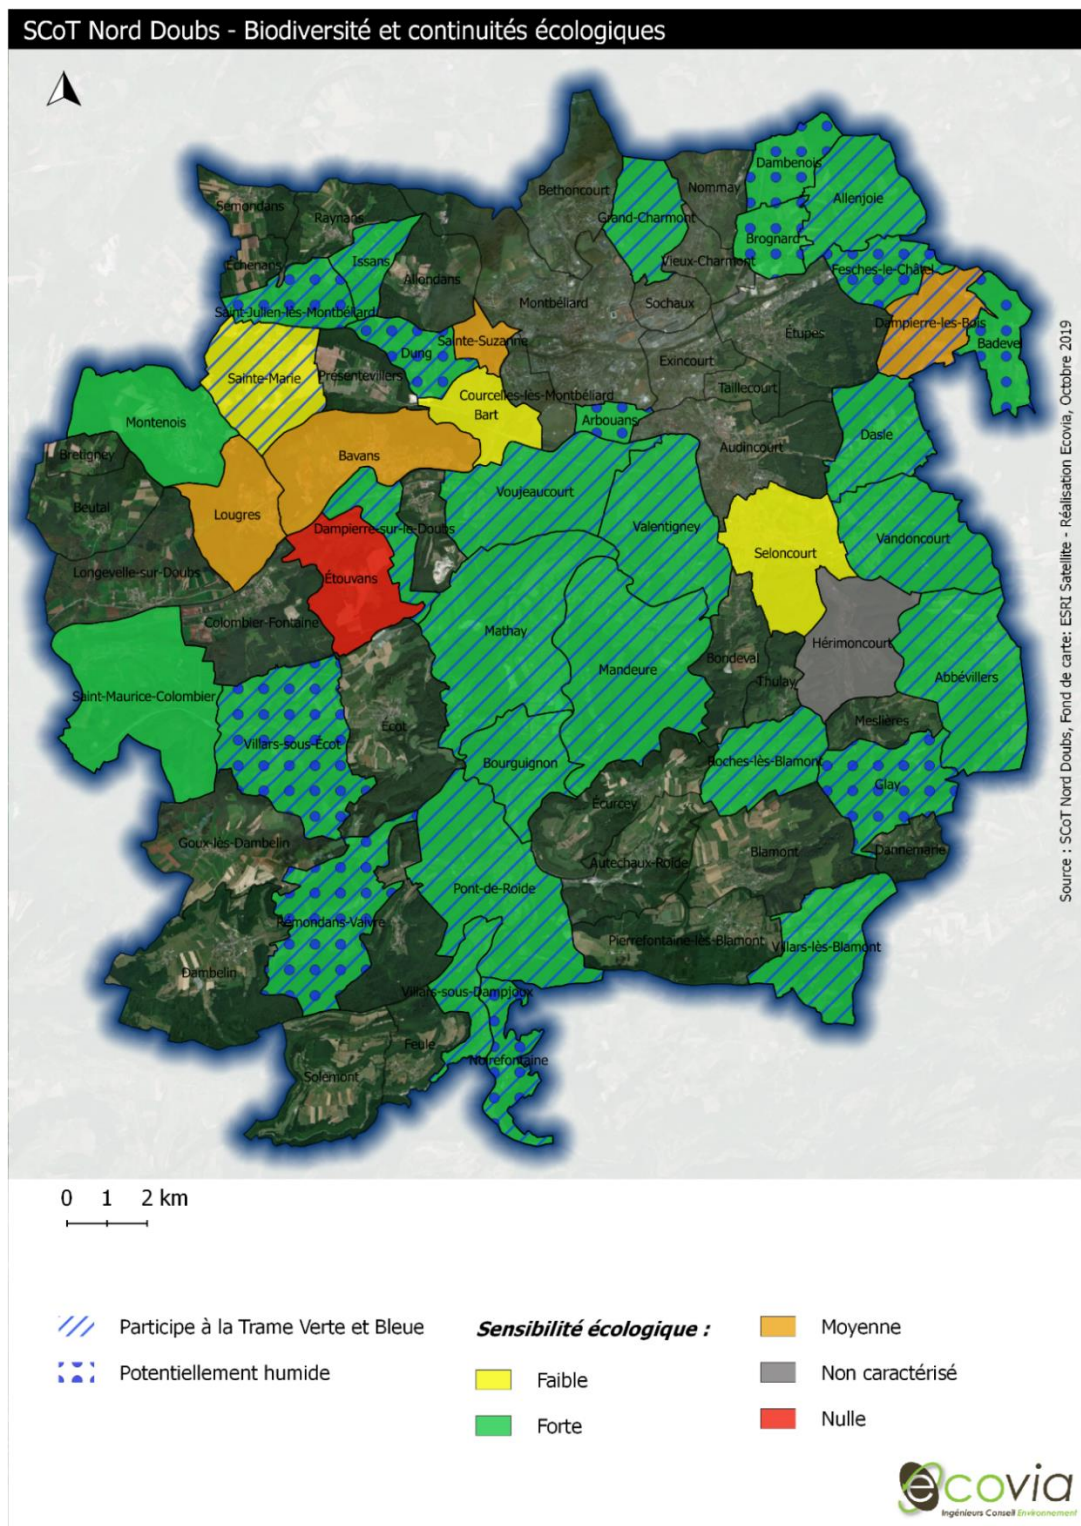 SCoT Nord Doubs - Biodiversité et continuités écologiques
Bethoncourt
Nommay
Dambenois
Allenjoie
Semondans
Raynans
Grand-Charmont
Brognard
Échenans
Issans
Allondans
Vieux-Charmont
Fesches-le-Châtel
Montbéliard
Sochaux
Saint-Julien-lès-Montbéliard
Dampierre-les-Bois
Étupes
Badevel
Sainte-Suzanne
Dung
Exincourt
Sainte-Marie
Présentevillers
Taillecourt
Courcelles-lès-Montbéliard
Bart
Arbouans
Montenois
Dasle
Audincourt
Bretigney
Bavans
Beutal
Lougres
Voujeaucourt
Valentigney
Dampierre-sur-le-Doubs
Vandoncourt
Seloncourt
Longevelle-sur-Doubs
Étouvans
Colombier-Fontaine
Mathay
Hérimoncourt
Bondeval
Mandeure
Abbévillers
Thulay
Saint-Maurice-Colombier
Meslières
Écot
Villars-sous-Écot
Bourguignon
Roches-lès-Blamont
Glay
Écurcey
Goux-lès-Dambelin
Blamont
Dannemarie
Autechaux-Roide
Pont-de-Roide
Remondans-Vaivre
Pierrefontaine-lès-Blamont
Villars-lès-Blamont
Dambelin
Villars-sous-Dampjoux
Feule
Noirefontaine
Solemont
Source : SCoT Nord Doubs, Fond de carte: ESRI Satellite - Réalisation Ecovia, Octobre 2019
0 1 2 km
Participe à la Trame Verte et Bleue
Potentiellement humide
Sensibilité écologique :
Faible
Forte
Moyenne
Non caractérisé
Nulle
ecovia
Ingénieurs Conseil Environnement